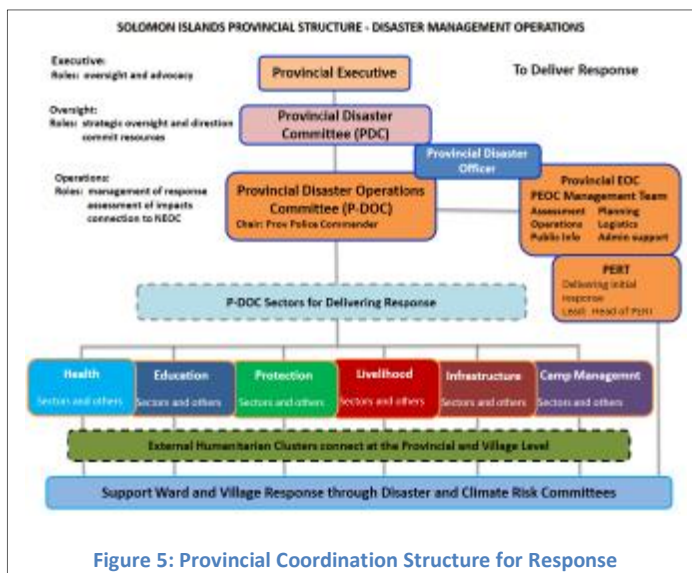 SOLOMON ISLANDS PROVINCIAL STRUCTURE - DISASTER MANAGEMENT OPERATIONS
Executive:
Roles: oversight and advocacy
Provincial Executive
To Deliver Response
Oversight:
Roles: strategic oversight and direction
commit resources
Provincial Disaster
Committee (PDC)
Provincial Disaster
Officer
Operations:
Roles: management of response
assessment of impacts
connection to NEOC
Provincial Disaster Operations
Committee (P-DOC)
Chair: Prov Police Commander
Provincial EOC
PEOC Management Team
Assessment Planning
Operations Logistics
Public Info Admin support
PERT
Delivering initial
response
Lead: Head of PERT
P-DOC Sectors for Delivering Response
Health
Sectors and others
Education
Sectors and others
Protection
Sectors and others
Livelihood
Sectors and others
Infrastructure
Sectors and others
Camp Managemnt
Sectors and others
External Humanitarian Clusters connect at the Provincial and Village Level
Support Ward and Village Response through Disaster and Climate Risk Committees
Figure 5: Provincial Coordination Structure for Response